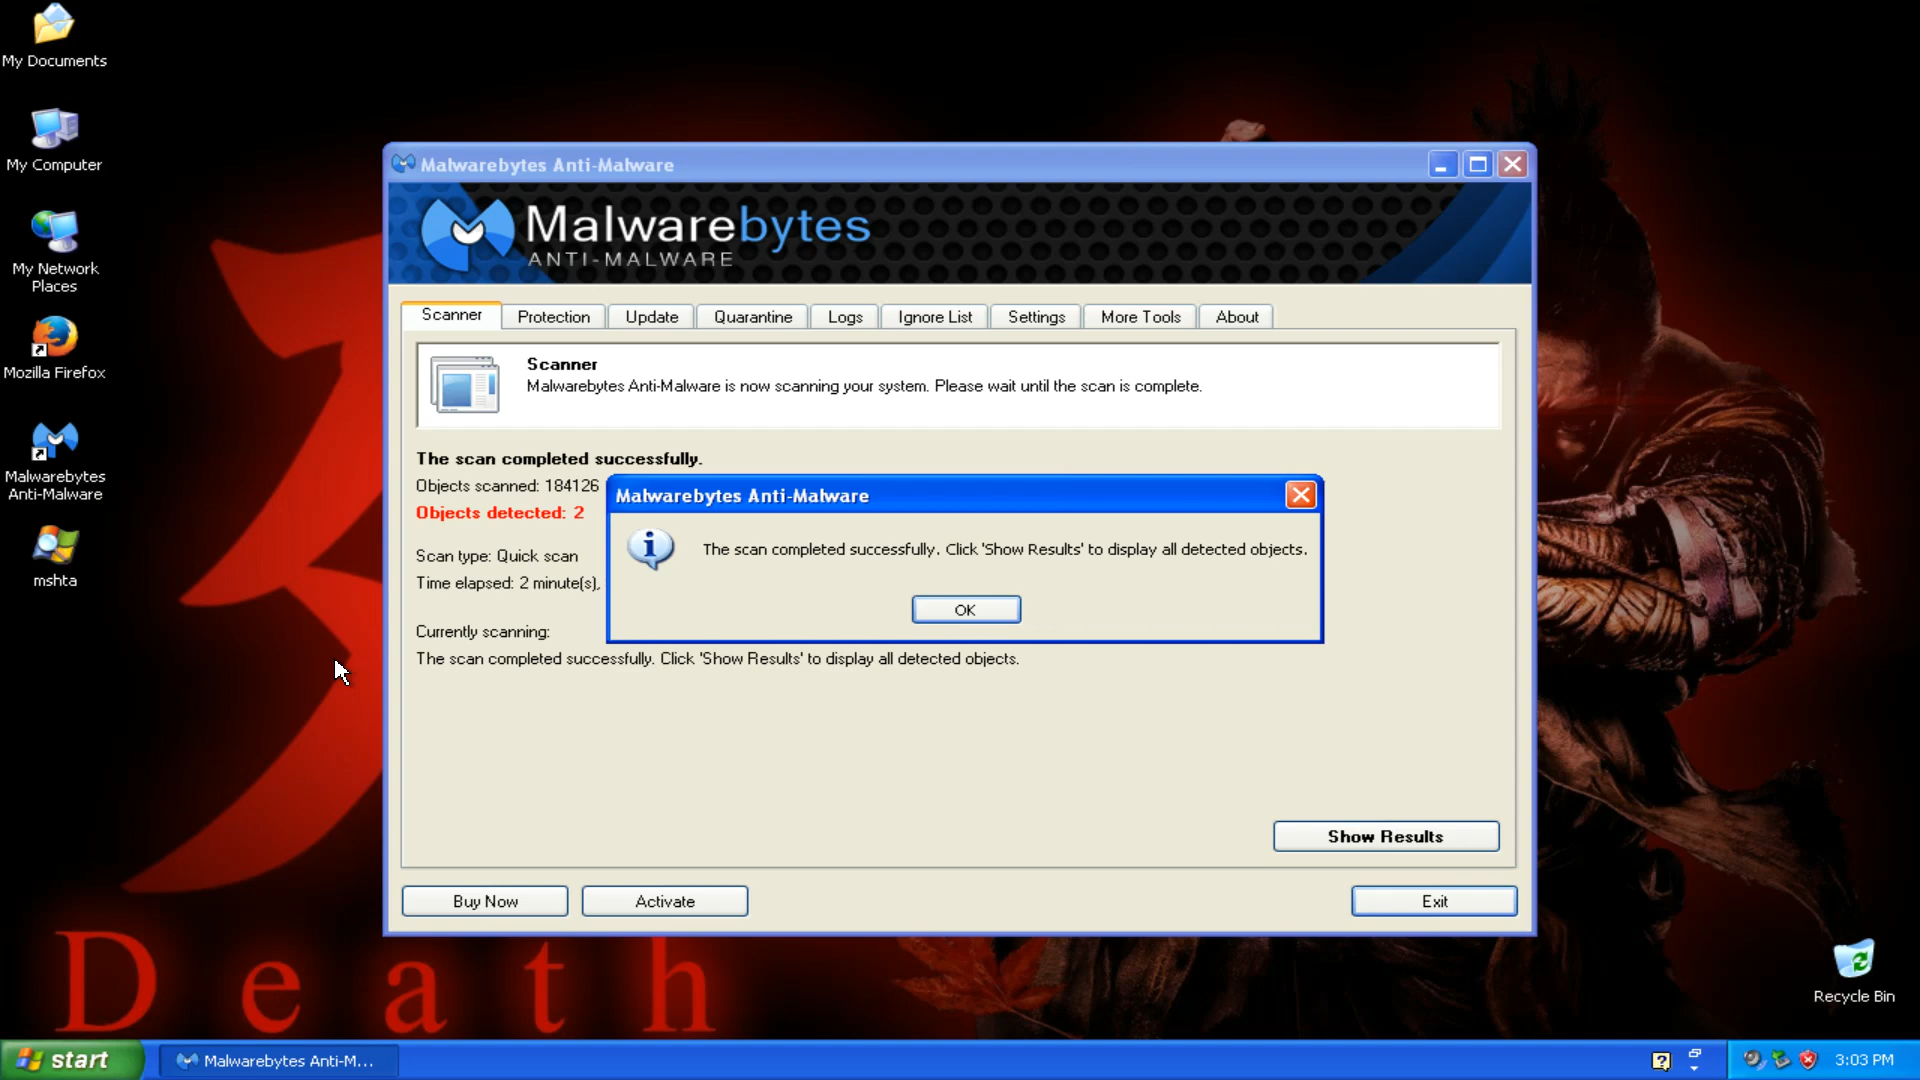 My Documents
My Computer
My Network
Places
Mozilla Firefox
Malwarebytes
Anti-Malware
mshta
Malwarebytes Anti-Malware
Malwarebytes
ANTI-MALWARE
Scanner
Protection
Update
Quarantine
Logs
Ignore List
Settings
More Tools
About
Scanner
Malwarebytes Anti-Malware is now scanning your system. Please wait until the scan is complete.
The scan completed successfully.
Objects scanned: 184126
Objects detected: 2
Scan type: Quick scan
Time elapsed: 2 minute(s),
Currently scanning:
The scan completed successfully. Click 'Show Results' to display all detected objects.
Malwarebytes Anti-Malware
The scan completed successfully. Click 'Show Results' to display all detected objects.
OK
Show Results
Buy Now
Activate
Exit
Death
Recycle Bin
start
Malwarebytes Anti-M...
3:03 PM